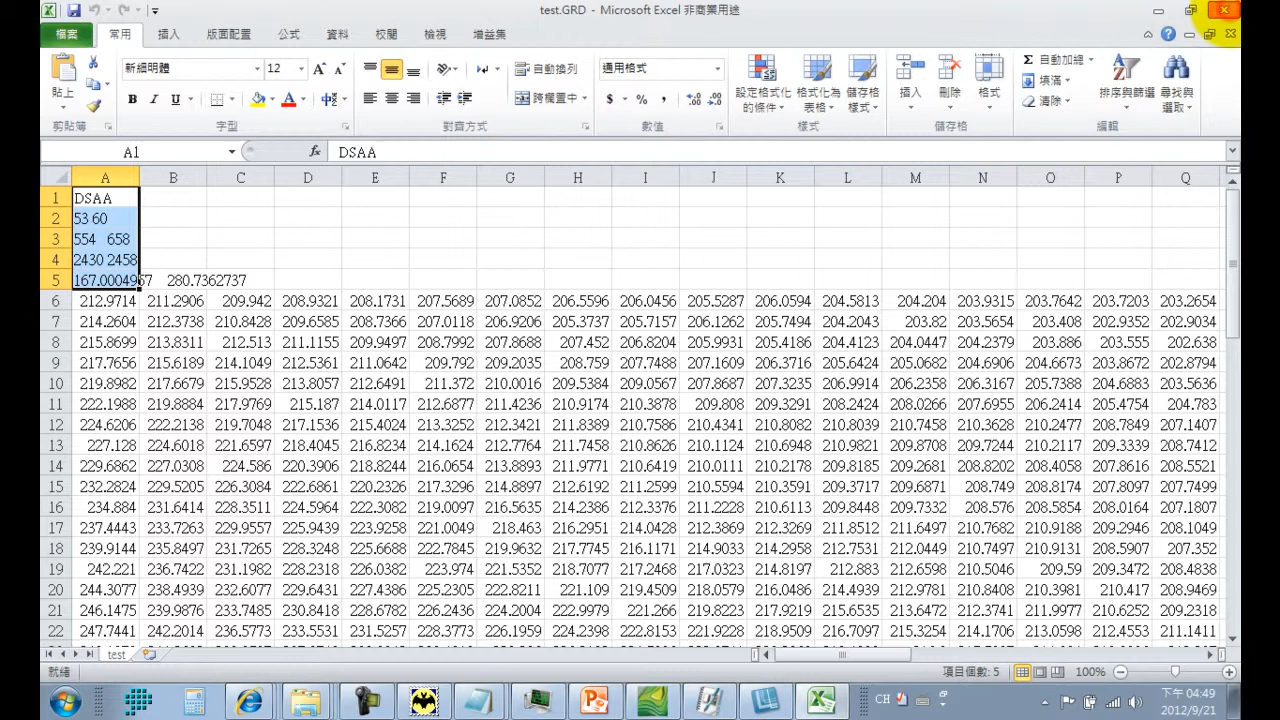 test.GRD - Microsoft Excel 非商業用途
檔案 常用 插入 版面配置 公式 資料 校閱 檢視 增益集
新細明體 12 自動換列 通用格式 自動加總
貼上 跨欄置中 設定格式化的條件 格式化為表格 儲存格樣式 插入 刪除 格式 填滿 清除 排序與篩選 尋找與選取
剪貼簿 字型 對齊方式 數值 樣式 儲存格 編輯
A1 fx DSAA
A B C D E F G H I J K L M N O P Q
1 DSAA
2 53 60
3 554 658
4 2430 2458
5 167.0004957 280.7362737
6 212.9714 211.2906 209.942 208.9321 208.1731 207.5689 207.0852 206.5596 206.0456 205.5287 206.0594 204.5813 204.204 203.9315 203.7642 203.7203 203.2654
7 214.2604 212.3738 210.8428 209.6585 208.7366 207.0118 206.9206 205.3737 205.7157 206.1262 205.7494 204.2043 203.82 203.5654 203.408 202.9352 202.9034
8 215.8699 213.8311 212.513 211.1155 209.9497 208.7992 207.8688 207.452 206.8204 205.9931 205.4186 204.4123 204.0447 204.2379 203.886 203.555 202.638
9 217.7656 215.6189 214.1049 212.5361 211.0642 209.792 209.2035 208.759 207.7488 207.1609 206.3716 205.6424 205.0682 204.6906 204.6673 203.8672 202.8794
10 219.8982 217.6679 215.9528 213.8057 212.6491 211.372 210.0016 209.5384 209.0567 207.8687 207.3235 206.9914 206.2358 206.3167 205.7388 204.6883 203.5636
11 222.1988 219.8884 217.9769 215.187 214.0117 212.6877 211.4236 210.9174 210.3878 209.808 209.3291 208.2424 208.0266 207.6955 206.2414 205.4754 204.783
12 224.6206 222.2138 219.7048 217.1536 215.4024 213.3252 212.3421 211.8389 210.7586 210.4341 210.8082 210.8039 210.7458 210.3628 210.2477 208.7849 207.1407
13 227.128 224.6018 221.6597 218.4045 216.8234 214.1624 212.7764 211.7458 210.8626 210.1124 210.6948 210.9821 209.8708 209.7244 210.2117 209.9339 208.7412
14 229.6862 227.0308 224.586 220.3906 218.8244 216.0654 213.8893 211.9771 210.6419 210.0111 210.2178 209.8185 209.2681 208.8202 208.4058 207.8616 208.5521
15 232.2824 229.5205 226.3084 222.6861 220.2326 217.3296 214.8897 212.6192 211.2599 210.5594 210.3591 209.3717 209.6871 208.749 208.8174 207.8097 207.7499
16 234.884 231.6414 228.3511 224.5964 222.3082 219.0097 216.5635 214.2386 212.3376 211.2228 210.6113 209.8448 209.7332 208.576 208.5854 208.0164 207.1807
17 237.4443 233.7263 229.9557 225.9439 223.9258 221.0049 218.463 216.2951 214.0428 212.3869 212.3269 211.8512 211.6497 210.7682 210.9188 209.2946 208.1049
18 239.9144 235.8497 231.7265 228.3248 225.6688 222.7845 219.9632 217.7745 216.1171 214.9033 214.2958 212.7531 212.0449 210.7497 210.9131 208.5907 207.352
19 242.221 236.7422 231.1982 228.2318 226.0382 223.974 221.5352 218.7077 217.2468 217.0323 214.8197 212.883 212.6598 210.5046 209.59 209.3472 208.4838
20 244.3077 238.4939 232.6077 229.6431 227.4386 225.2305 222.8211 221.109 219.4509 218.0579 216.0486 214.4939 212.9781 210.8408 210.3981 210.417 208.9469
21 246.1475 239.9876 233.7485 230.8418 228.6782 226.2436 224.2004 222.9979 221.266 219.8223 217.9219 215.6535 213.6472 212.3741 211.9977 210.6252 209.2318
22 247.7441 242.2014 236.5773 233.5531 231.5257 228.3773 226.1959 224.2398 222.8153 221.9228 218.9509 216.7097 215.3254 214.1706 213.0598 212.4553 211.1411
test
就緒 項目個數: 5 100%
CH 下午 04:49
2012/9/21